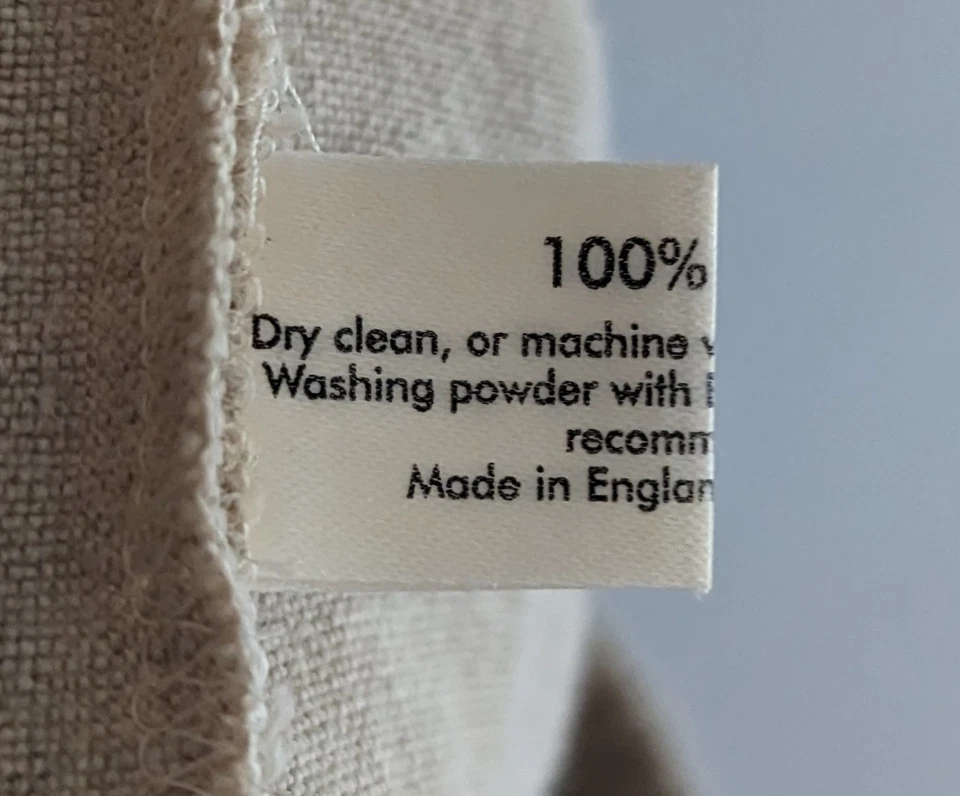 100%
Dry clean, or machine
Washing powder with
recomm
Made in Englan